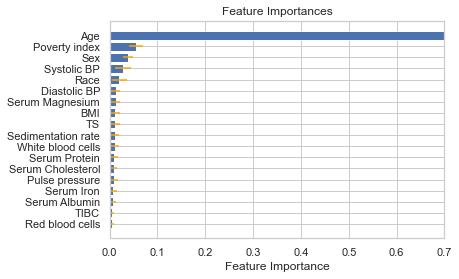 Feature Importances
Age
Poverty index
Sex
Systolic BP
Race
Diastolic BP
Serum Magnesium
BMI
TS
Sedimentation rate
White blood cells
Serum Protein
Serum Cholesterol
Pulse pressure
Serum Iron
Serum Albumin
TIBC
Red blood cells
0.0 0.1 0.2 0.3 0.4 0.5 0.6 0.7
Feature Importance